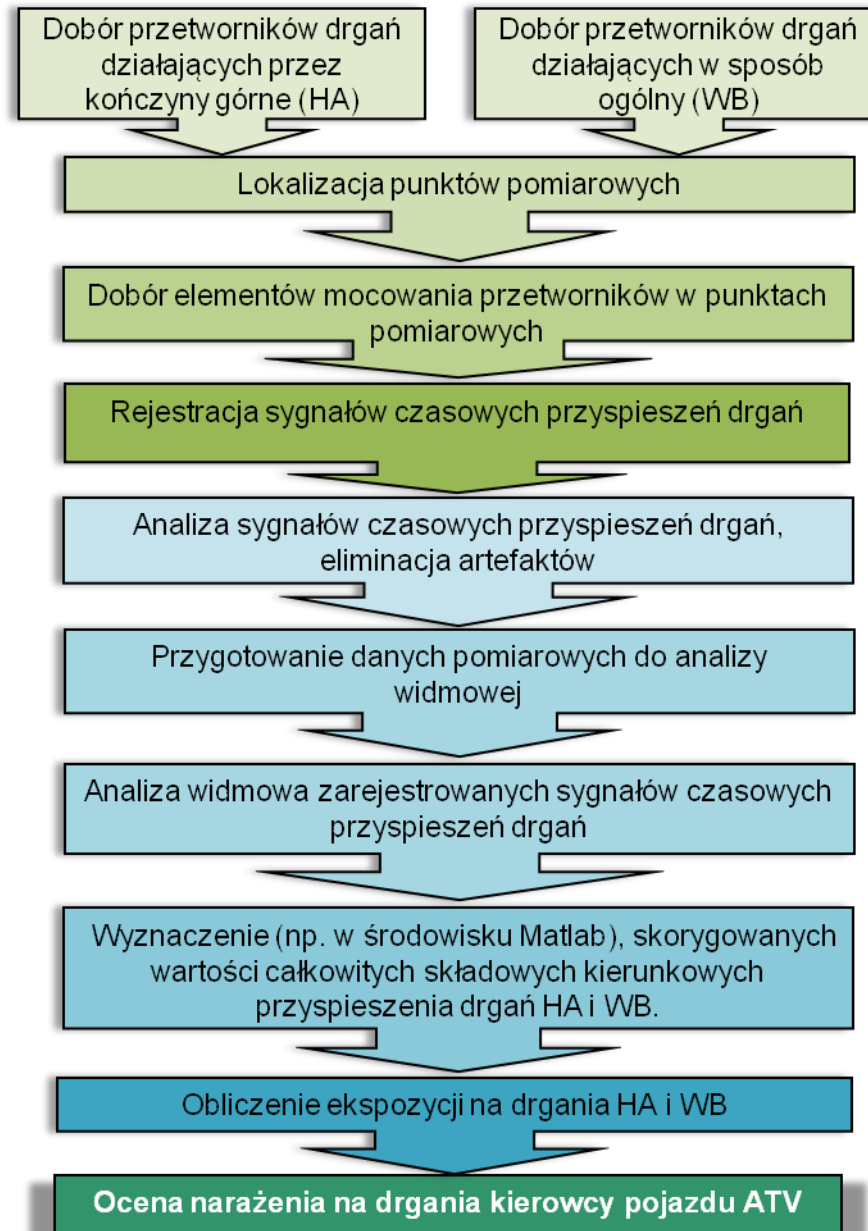 Dobór przetworników drgań
działających przez
kończyny górne (HA)
Dobór przetworników drgań
działających w sposób
ogólny (WB)
Lokalizacja punktów pomiarowych
Dobór elementów mocowania przetworników w punktach
pomiarowych
Rejestracja sygnałów czasowych przyspieszeń drgań
Analiza sygnałów czasowych przyspieszeń drgań,
eliminacja artefaktów
Przygotowanie danych pomiarowych do analizy
widmowej
Analiza widmowa zarejestrowanych sygnałów czasowych
przyspieszeń drgań
Wyznaczenie (np. w środowisku Matlab), skorygowanych
wartości całkowitych składowych kierunkowych
przyspieszenia drgań HA i WB.
Obliczenie ekspozycji na drgania HA i WB
Ocena narażenia na drgania kierowcy pojazdu ATV